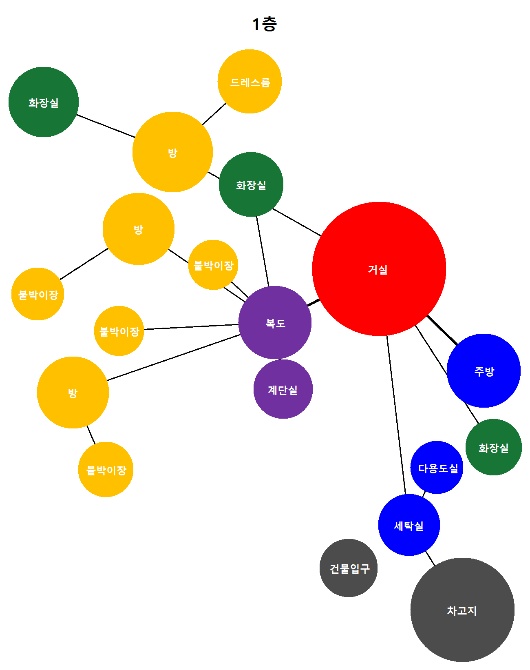 1층
드레스룸
화장실
방
화장실
방
붙박이장
거실
붙박이장
복도
붙박이장
주방
계단실
방
화장실
붙박이장
다용도실
세탁실
건물입구
차고지